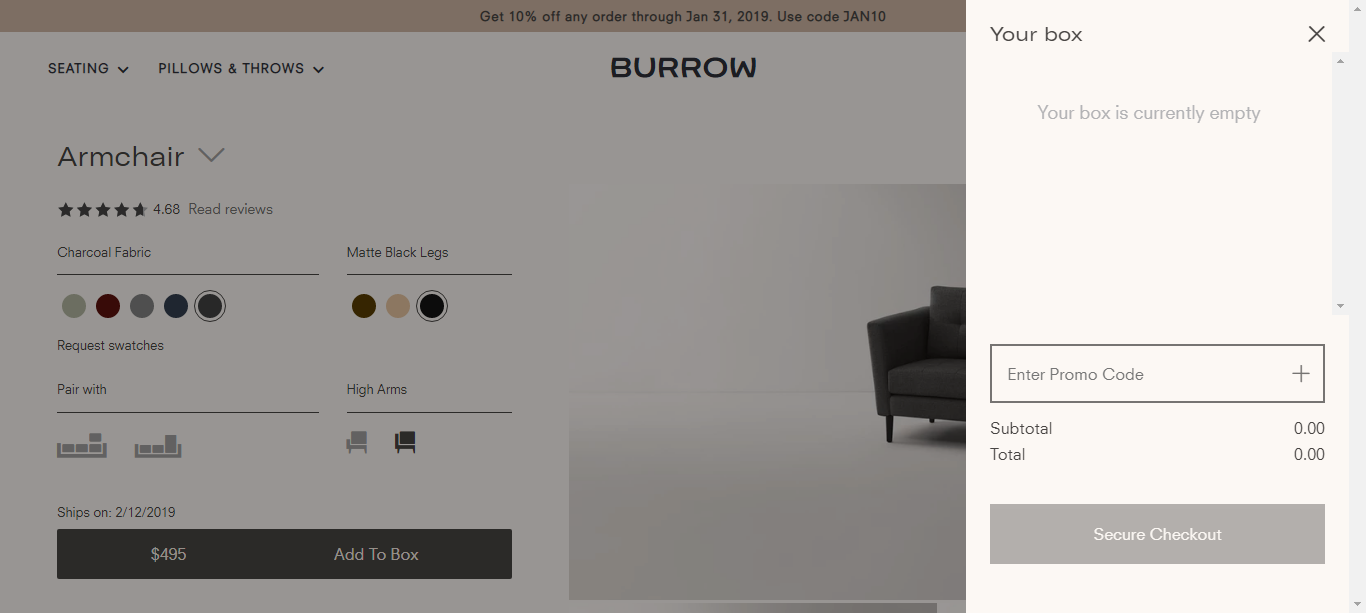 Get 10% off any order through Jan 31, 2019. Use code JAN10
SEATING
PILLOWS & THROWS
BURROW
Armchair
4.68 Read reviews
Charcoal Fabric
Matte Black Legs
Request swatches
Pair with
High Arms
Ships on: 2/12/2019
$495 Add To Box
Your box
Your box is currently empty
Enter Promo Code
Subtotal 0.00
Total 0.00
Secure Checkout